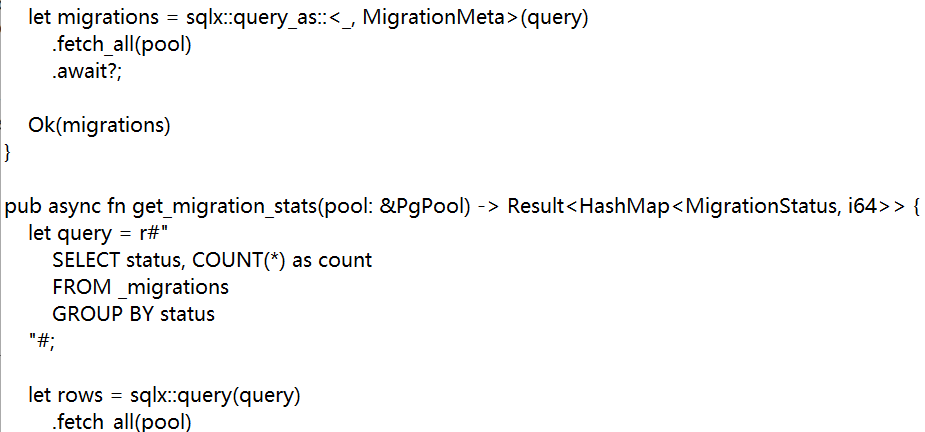 let migrations = sqlx::query_as::<_, MigrationMeta>(query)
.fetch_all(pool)
.await?;
Ok(migrations)
}
pub async fn get_migration_stats(pool: &PgPool) -> Result<HashMap<MigrationStatus, i64>> {
let query = r#"
SELECT status, COUNT(*) as count
FROM _migrations
GROUP BY status
"#;
let rows = sqlx::query(query)
.fetch_all(pool)